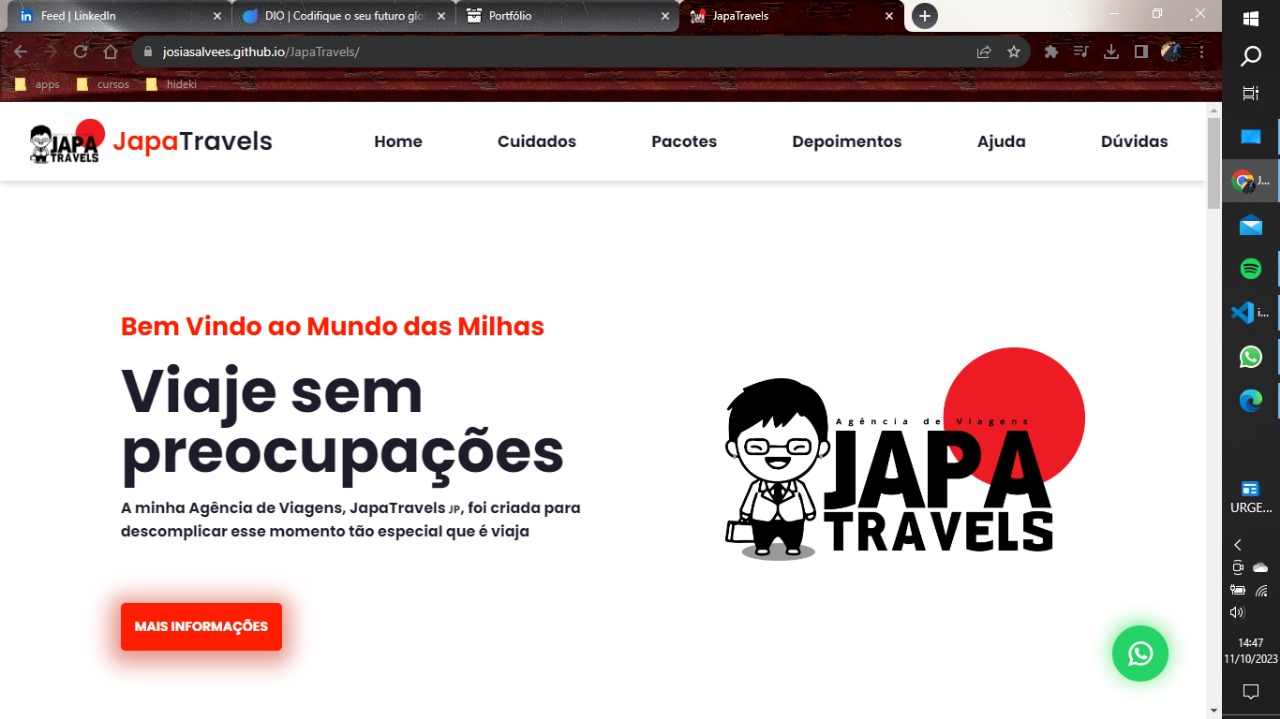 Feed | LinkedIn
DIO | Codifique o seu futuro glo
Portfólio
JapaTravels
josiasalvees.github.io/JapaTravels/
apps
cursos
hideki
JAPA
TRAVELS
JapaTravels
Home
Cuidados
Pacotes
Depoimentos
Ajuda
Dúvidas
Bem Vindo ao Mundo das Milhas
Viaje sem
preocupações
A minha Agência de Viagens, JapaTravels JP, foi criada para
descomplicar esse momento tão especial que é viaja
MAIS INFORMAÇÕES
Agência de Viagens
JAPA
TRAVELS
J...
i...
URGE...
14:47
11/10/2023